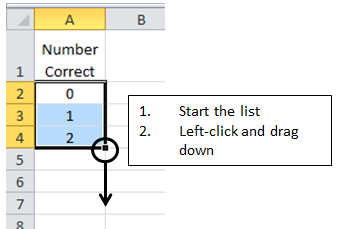 A B
Number
1 Correct
2 0
3 1
4 2
5
6
7
8
1. Start the list
2. Left-click and drag
down